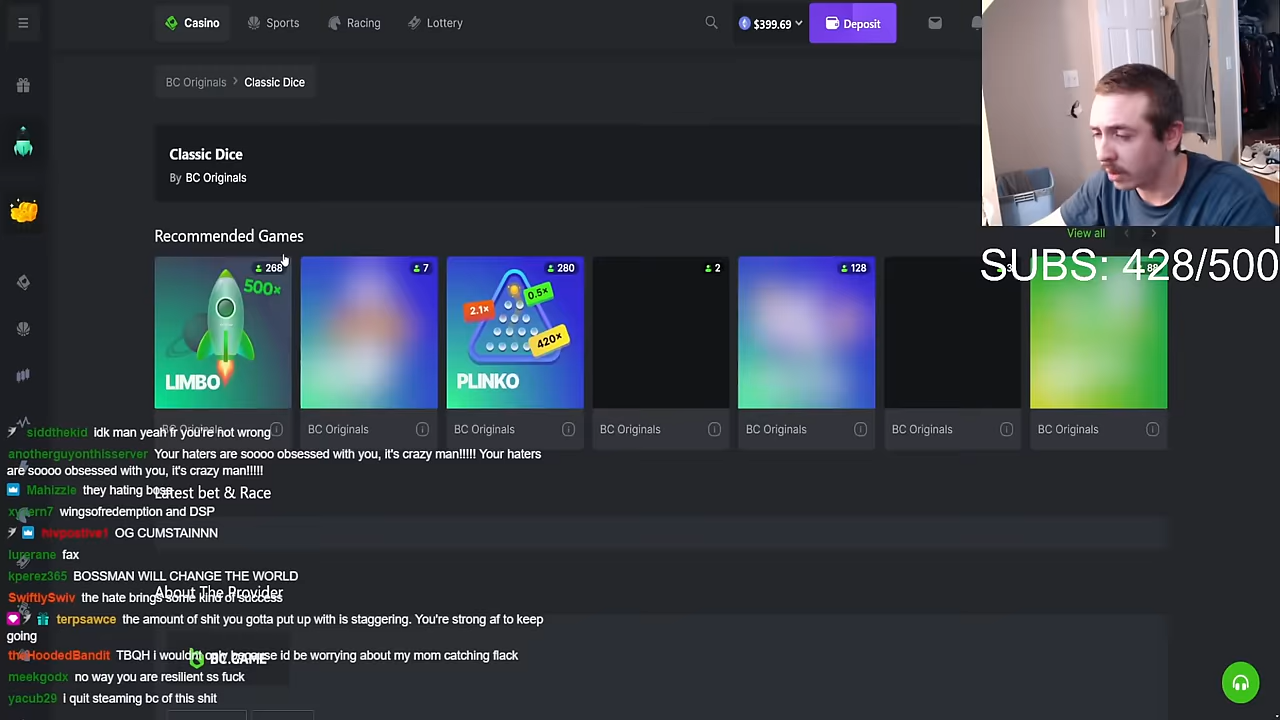 Casino
Sports
Racing
Lottery
$399.69
Deposit
BC Originals > Classic Dice
Classic Dice
By BC Originals
Recommended Games
View all
SUBS: 428/500
268
7
280
2
128
500×
2.1×
0.5×
420×
LIMBO
PLINKO
BC Originals
BC Originals
BC Originals
BC Originals
BC Originals
BC Originals
BC Originals
siddthekid idk man yeah fr you're not wrong
anotherguyonthisserver Your haters are soooo obsessed with you, it's crazy man!!!!! Your haters
are soooo obsessed with you, it's crazy man!!!!!
Mahizzle they hating boss
Latest bet & Race
wingsofredemption and DSP
hivpostive1 OG CUMSTAINNN
lurerane fax
kperez365 BOSSMAN WILL CHANGE THE WORLD
About The Provider
SwiftlySwiv the hate brings some kind of success
terpsawce the amount of shit you gotta put up with is staggering. You're strong af to keep
going
theHoodedBandit TBQH i wouldnt only because id be worrying about my mom catching flack
BC.GAME
meekgodx no way you are resilient ss fuck
yacub29 i quit steaming bc of this shit